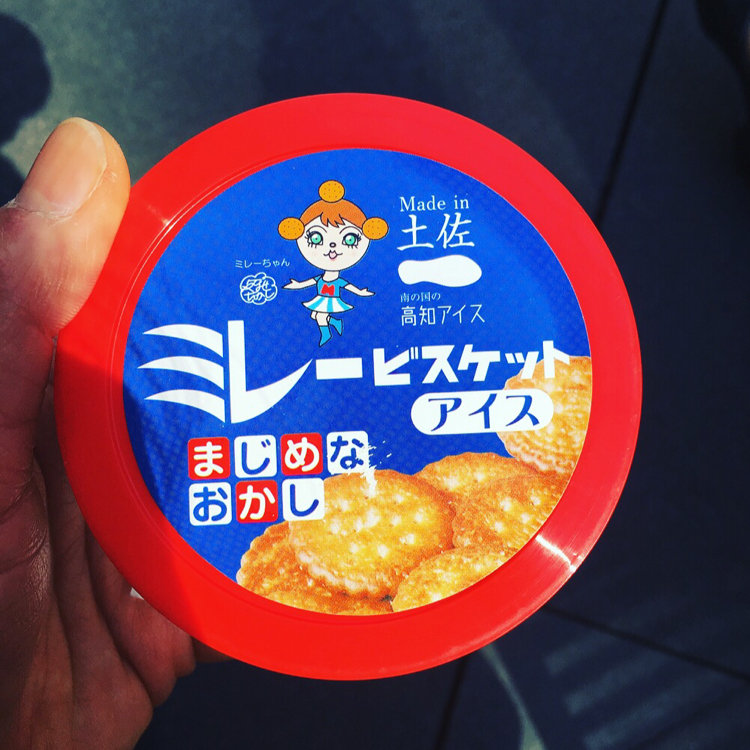 Made in
土佐
南の国の
高知アイス
ミレーちゃん
ミレービスケット
アイス
まじめな
おかし